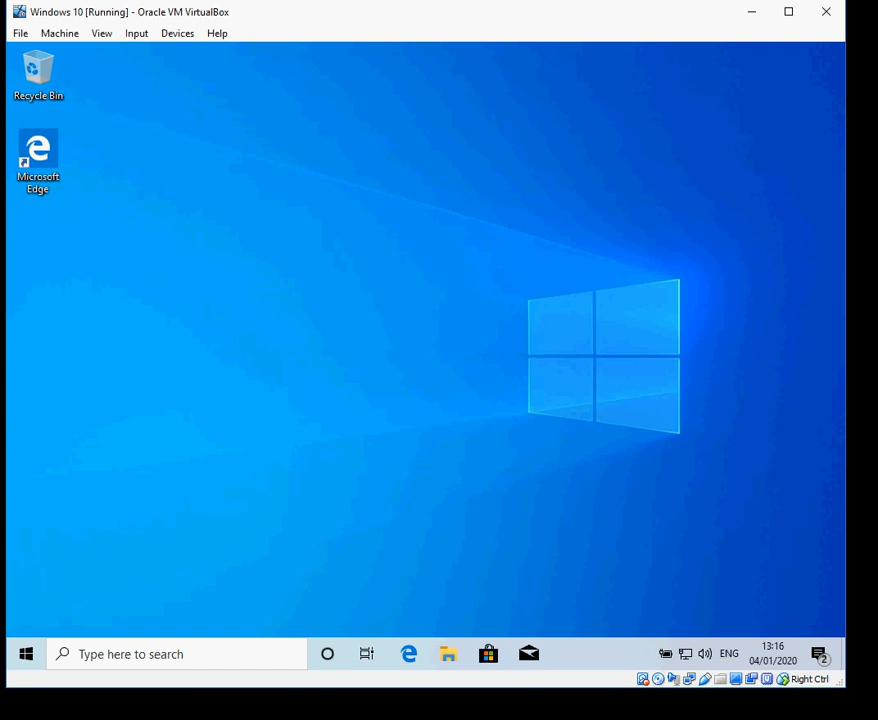 Windows 10 [Running] - Oracle VM VirtualBox
File Machine View Input Devices Help
Recycle Bin
Microsoft
Edge
Type here to search
ENG
13:16
04/01/2020
2
Right Ctrl